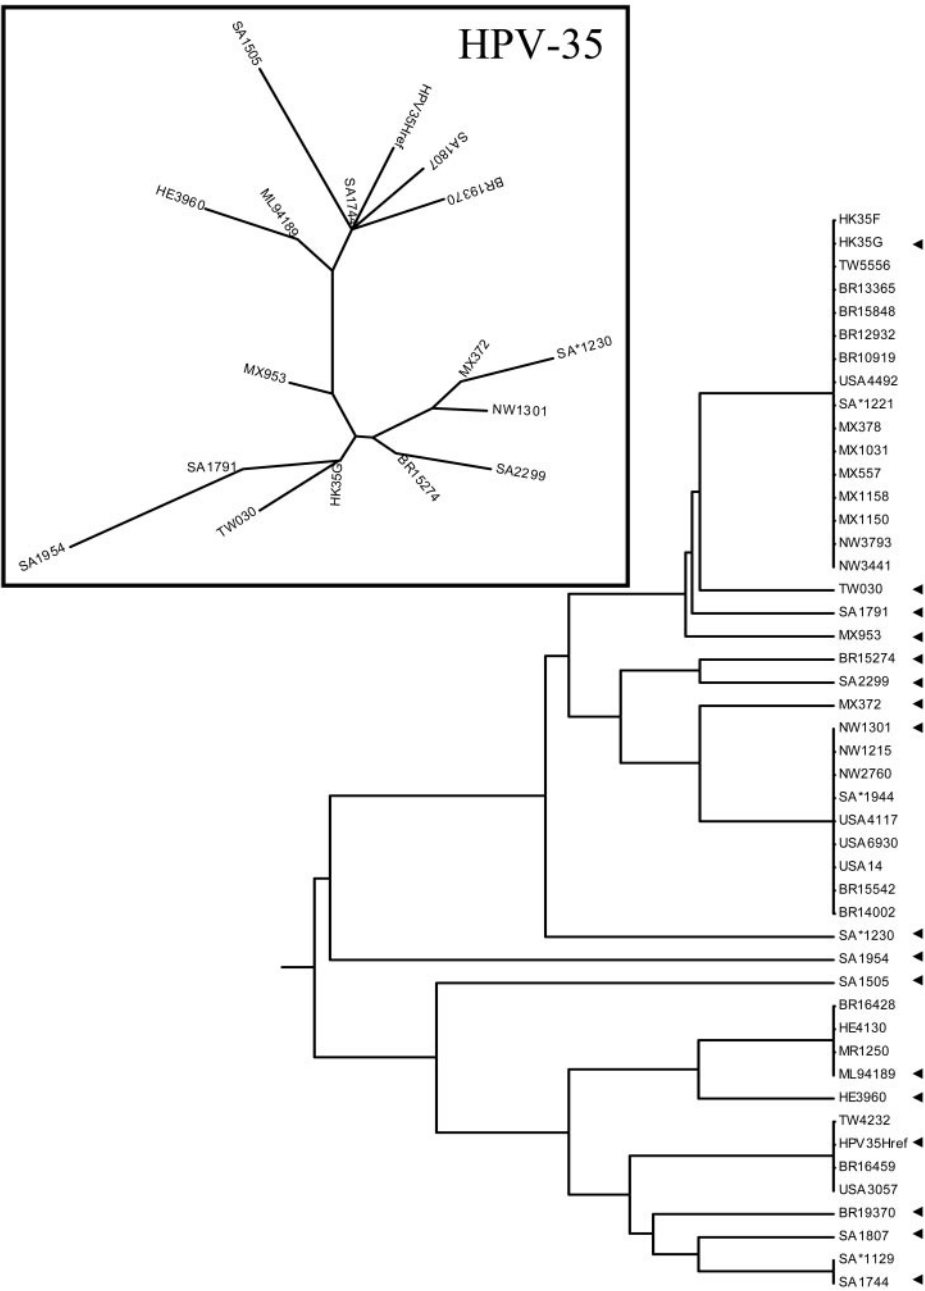 HPV-35
SA1505
HPV35Href
SA1807
BR19370
SA1744
ML94189
HE3960
MX953
MX372
SA*1230
NW1301
SA2299
BR15274
HK35G
SA1791
TW030
SA1954
HK35F
HK35G
TW5556
BR13365
BR15848
BR12932
BR10919
USA4492
SA*1221
MX378
MX1031
MX557
MX1158
MX1150
NW3793
NW3441
TW030
SA1791
MX953
BR15274
SA2299
MX372
NW1301
NW1215
NW2760
SA*1944
USA4117
USA6930
USA14
BR15542
BR14002
SA*1230
SA1954
SA1505
BR16428
HE4130
MR1250
ML94189
HE3960
TW4232
HPV35Href
BR16459
USA3057
BR19370
SA1807
SA*1129
SA1744